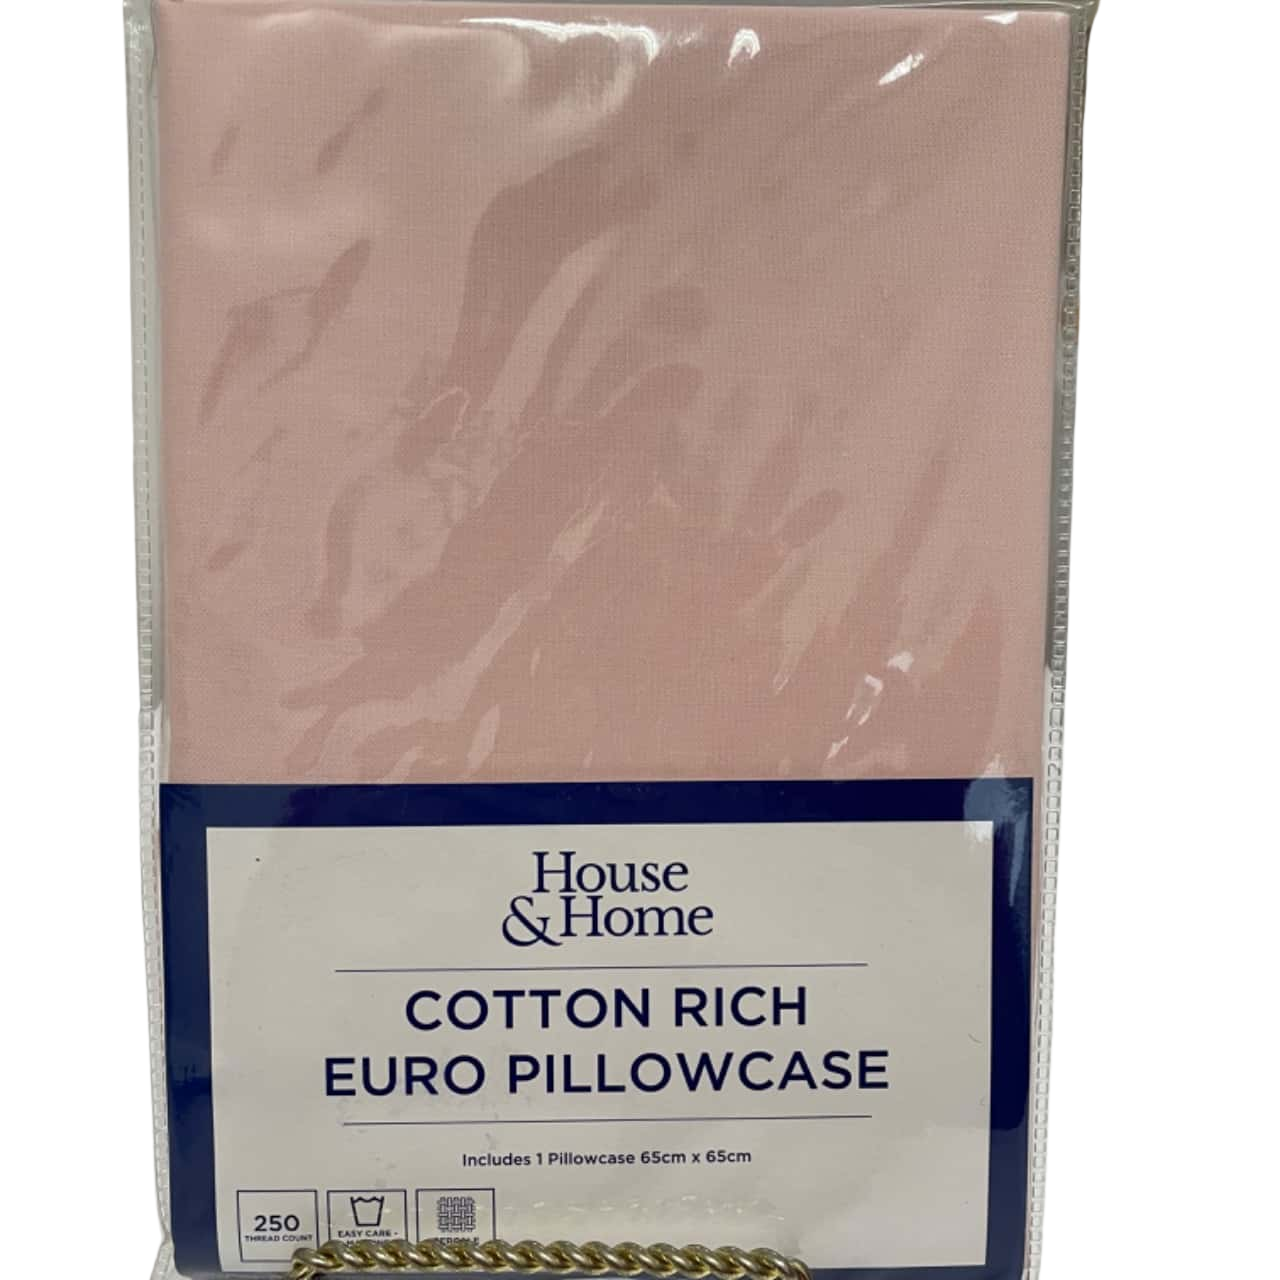 House
& Home
COTTON RICH
EURO PILLOWCASE
Includes 1 Pillowcase 65cm x 65cm
250
THREAD COUNT
EASY CARE -